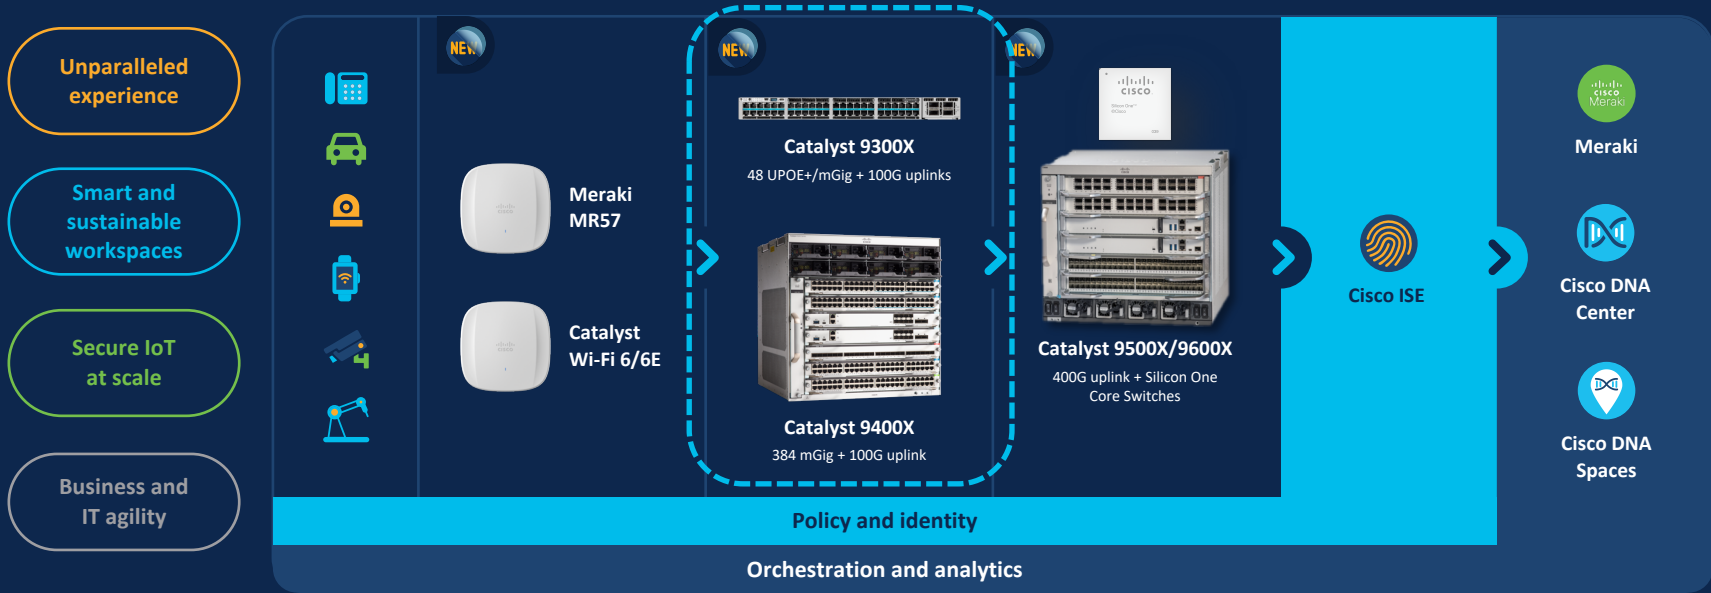 Unparalleled
experience
Smart and
sustainable
workspaces
Secure IoT
at scale
Business and
IT agility
NEW
Meraki
MR57
Catalyst
Wi-Fi 6/6E
NEW
Catalyst 9300X
48 UPOE+/mGig + 100G uplinks
Catalyst 9400X
384 mGig + 100G uplink
NEW
CISCO
Silicon One™
Catalyst 9500X/9600X
400G uplink + Silicon One
Core Switches
Cisco ISE
CISCO
Meraki
Meraki
Cisco DNA
Center
Cisco DNA
Spaces
Policy and identity
Orchestration and analytics